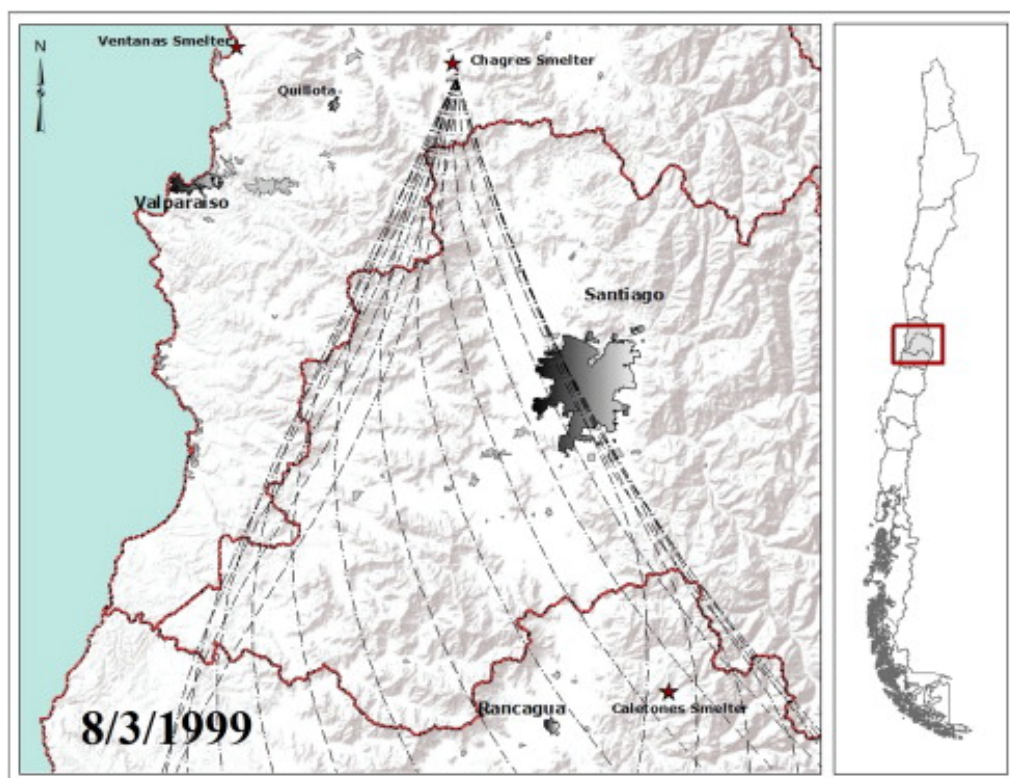 N
Ventanas Smelter
Chagres Smelter
Quillota
Valparaiso
Santiago
Rancagua
Caletones Smelter
8/3/1999